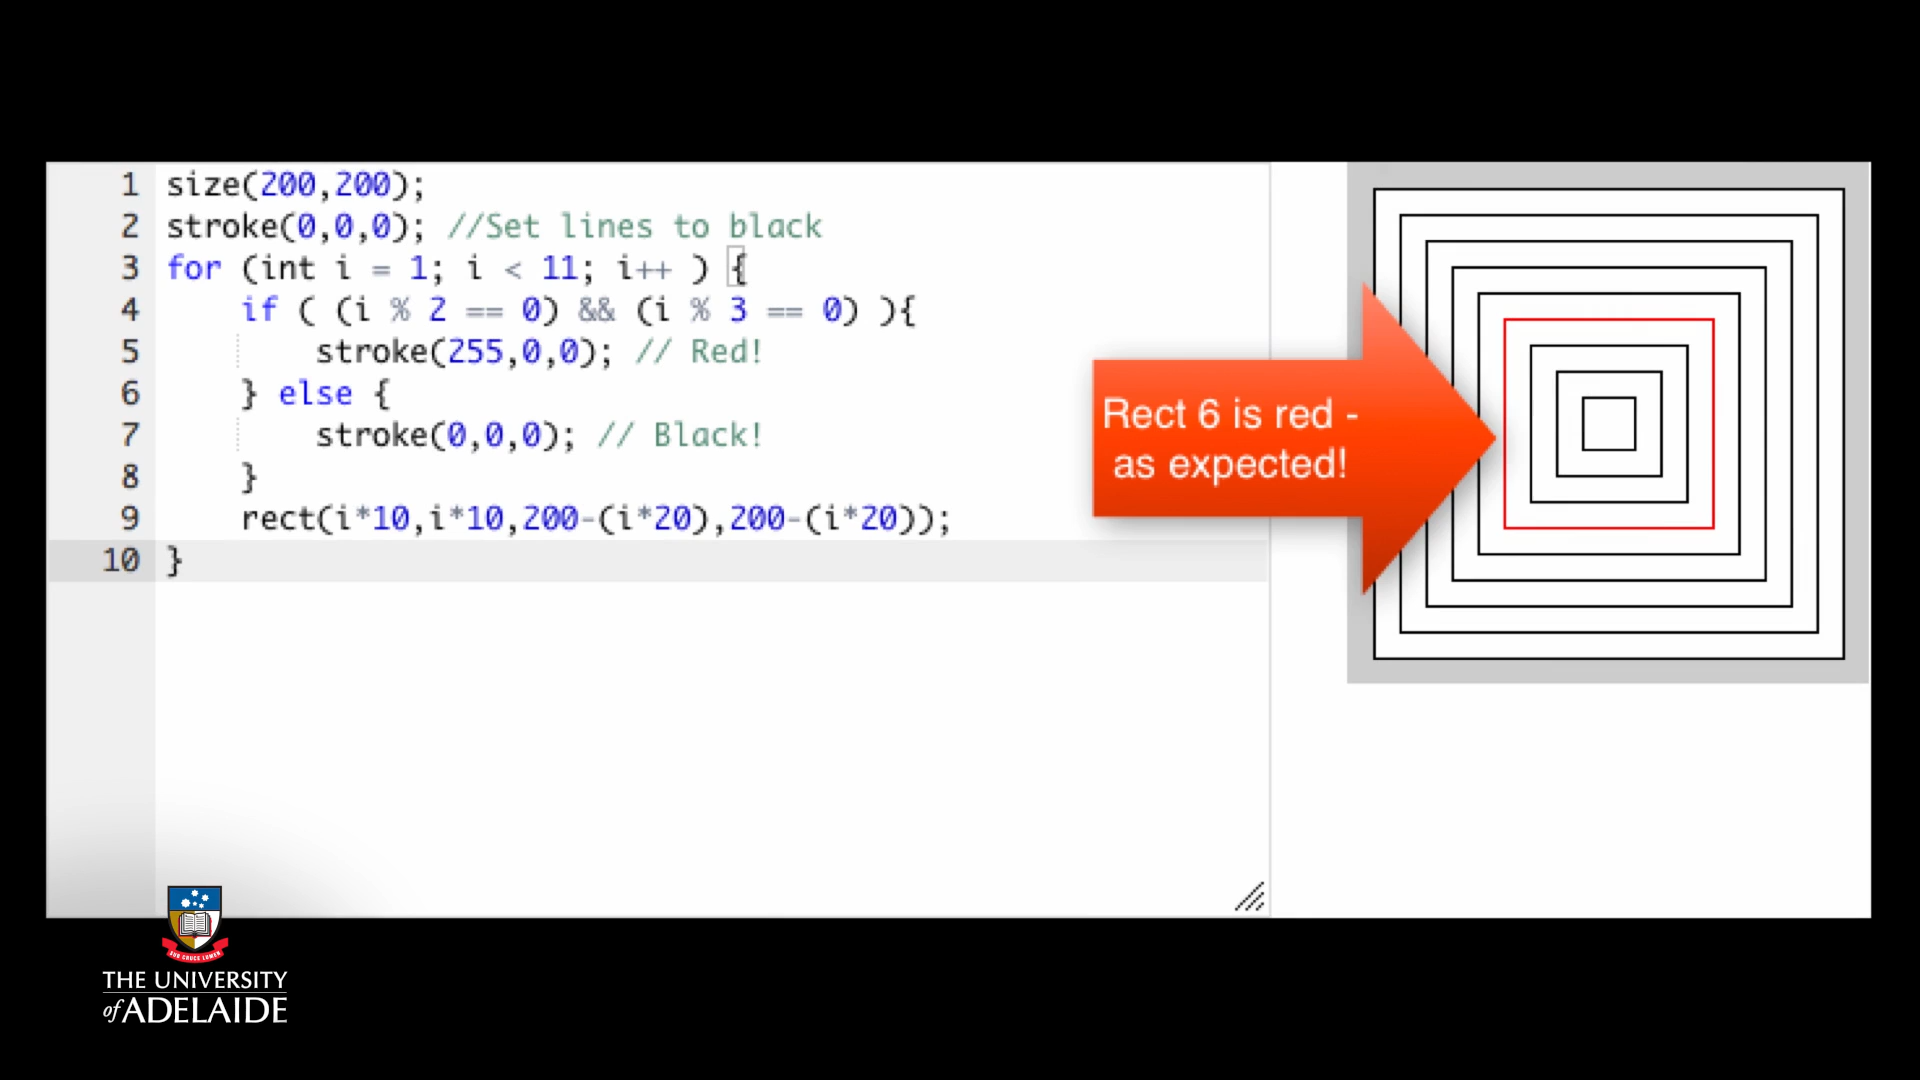 1 size(200,200);
2 stroke(0,0,0); //Set lines to black
3 for (int i = 1; i < 11; i++ ) {
4 if ( (i % 2 == 0) && (i % 3 == 0) ){
5 stroke(255,0,0); // Red!
6 } else {
7 stroke(0,0,0); // Black!
8 }
9 rect(i*10,i*10,200-(i*20),200-(i*20));
10 }
Rect 6 is red -
as expected!
SUB CRUCE LUMEN
THE UNIVERSITY
of ADELAIDE